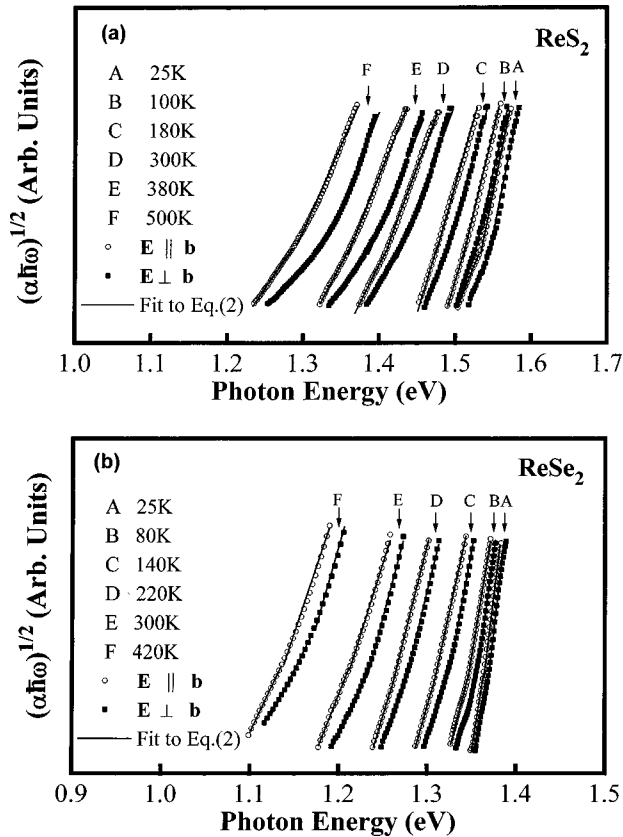 (a)
ReS₂
A 25K
B 100K
C 180K
D 300K
E 380K
F 500K
E ∥ b
E ⊥ b
Fit to Eq.(2)
F E D C B A
(αħω)^1/2 (Arb. Units)
1.0 1.1 1.2 1.3 1.4 1.5 1.6 1.7
Photon Energy (eV)
(b)
ReSe₂
A 25K
B 80K
C 140K
D 220K
E 300K
F 420K
E ∥ b
E ⊥ b
Fit to Eq.(2)
F E D C B A
(αħω)^1/2 (Arb. Units)
0.9 1.0 1.1 1.2 1.3 1.4 1.5
Photon Energy (eV)